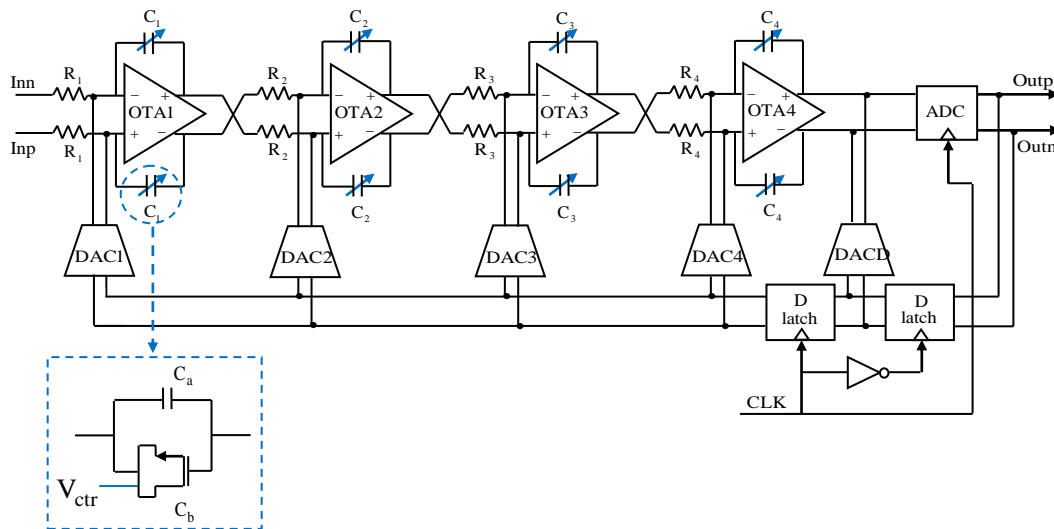 C1 C2 C3 C4
Inn R1 R2 R3 R4 Outp
− + − + − + − +
OTA1 OTA2 OTA3 OTA4 ADC
Inp + − + − + − + − Outn
R1 R2 R3 R4
C1 C2 C3 C4
DAC1 DAC2 DAC3 DAC4 DACD
D D
latch latch
CLK
Ca
Vctr
Cb